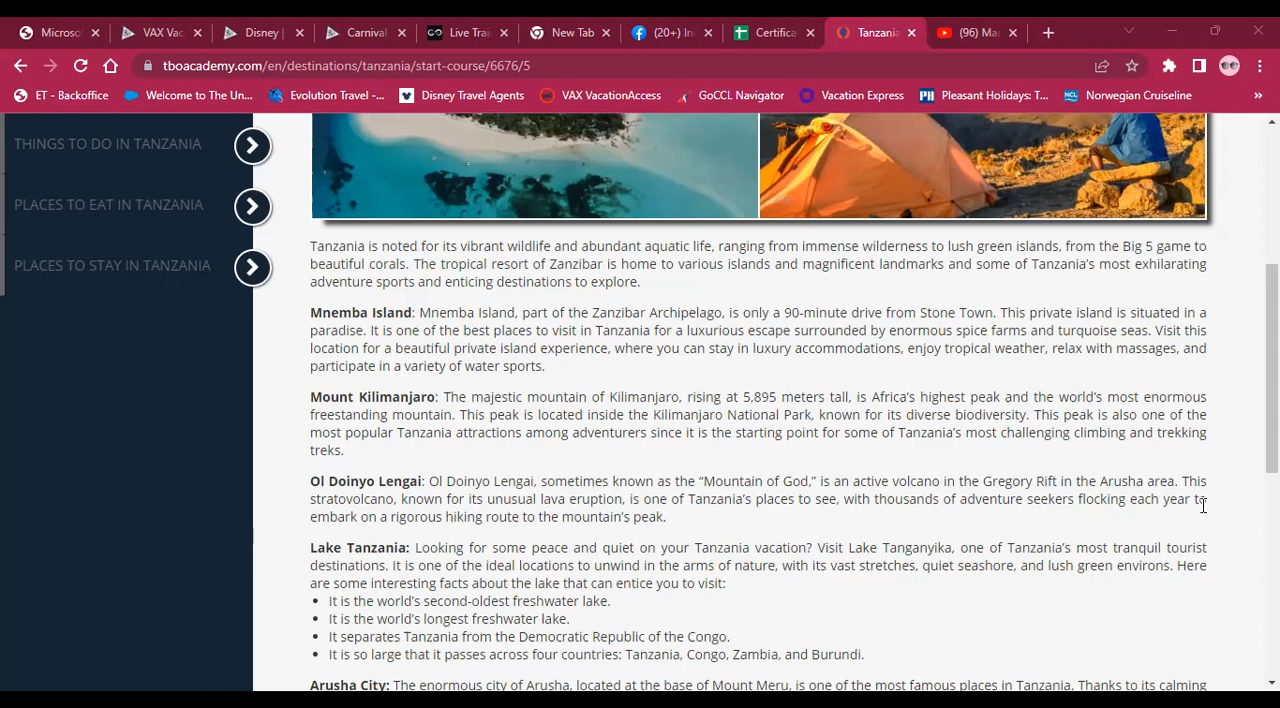 Microso
VAX Vac
Disney |
Carnival
Live Tra
New Tab
(20+) In
Certifica
Tanzania
(96) Ma
tboacademy.com/en/destinations/tanzania/start-course/6676/5
ET - Backoffice
Welcome to The Un...
Evolution Travel -...
Disney Travel Agents
VAX VacationAccess
GoCCL Navigator
Vacation Express
Pleasant Holidays: T...
Norwegian Cruiseline
THINGS TO DO IN TANZANIA
PLACES TO EAT IN TANZANIA
PLACES TO STAY IN TANZANIA
Tanzania is noted for its vibrant wildlife and abundant aquatic life, ranging from immense wilderness to lush green islands, from the Big 5 game to
beautiful corals. The tropical resort of Zanzibar is home to various islands and magnificent landmarks and some of Tanzania's most exhilarating
adventure sports and enticing destinations to explore.
Mnemba Island: Mnemba Island, part of the Zanzibar Archipelago, is only a 90-minute drive from Stone Town. This private island is situated in a
paradise. It is one of the best places to visit in Tanzania for a luxurious escape surrounded by enormous spice farms and turquoise seas. Visit this
location for a beautiful private island experience, where you can stay in luxury accommodations, enjoy tropical weather, relax with massages, and
participate in a variety of water sports.
Mount Kilimanjaro: The majestic mountain of Kilimanjaro, rising at 5,895 meters tall, is Africa's highest peak and the world's most enormous
freestanding mountain. This peak is located inside the Kilimanjaro National Park, known for its diverse biodiversity. This peak is also one of the
most popular Tanzania attractions among adventurers since it is the starting point for some of Tanzania's most challenging climbing and trekking
treks.
Ol Doinyo Lengai: Ol Doinyo Lengai, sometimes known as the “Mountain of God,” is an active volcano in the Gregory Rift in the Arusha area. This
stratovolcano, known for its unusual lava eruption, is one of Tanzania's places to see, with thousands of adventure seekers flocking each year to
embark on a rigorous hiking route to the mountain's peak.
Lake Tanzania: Looking for some peace and quiet on your Tanzania vacation? Visit Lake Tanganyika, one of Tanzania's most tranquil tourist
destinations. It is one of the ideal locations to unwind in the arms of nature, with its vast stretches, quiet seashore, and lush green environs. Here
are some interesting facts about the lake that can entice you to visit:
• It is the world's second-oldest freshwater lake.
• It is the world's longest freshwater lake.
• It separates Tanzania from the Democratic Republic of the Congo.
• It is so large that it passes across four countries: Tanzania, Congo, Zambia, and Burundi.
Arusha City: The enormous city of Arusha, located at the base of Mount Meru, is one of the most famous places in Tanzania. Thanks to its calming